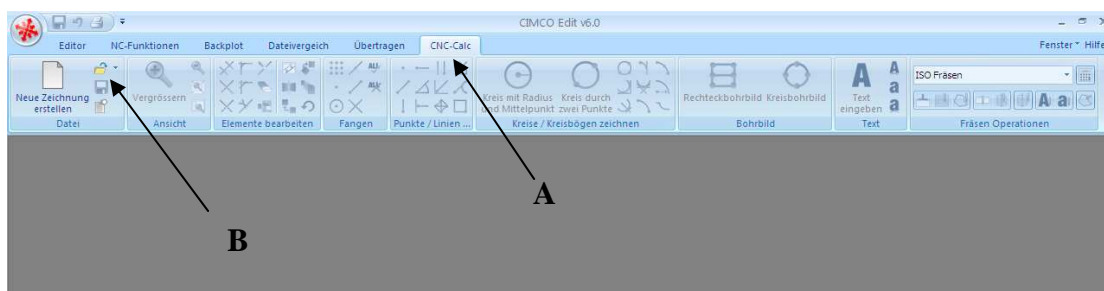 CIMCO Edit v6.0
Editor NC-Funktionen Backplot Dateivergeich Übertragen CNC-Calc Fenster Hilfe
Neue Zeichnung erstellen
Vergrössern
Kreis mit Radius und Mittelpunkt
Kreis durch zwei Punkte
Rechteckbohrbild Kreisbohrbild
Text eingeben
A
a
a
ISO Fräsen
Datei Ansicht Elemente bearbeiten Fangen Punkte / Linien ... Kreise / Kreisbögen zeichnen Bohrbild Text Fräsen Operationen
A
B